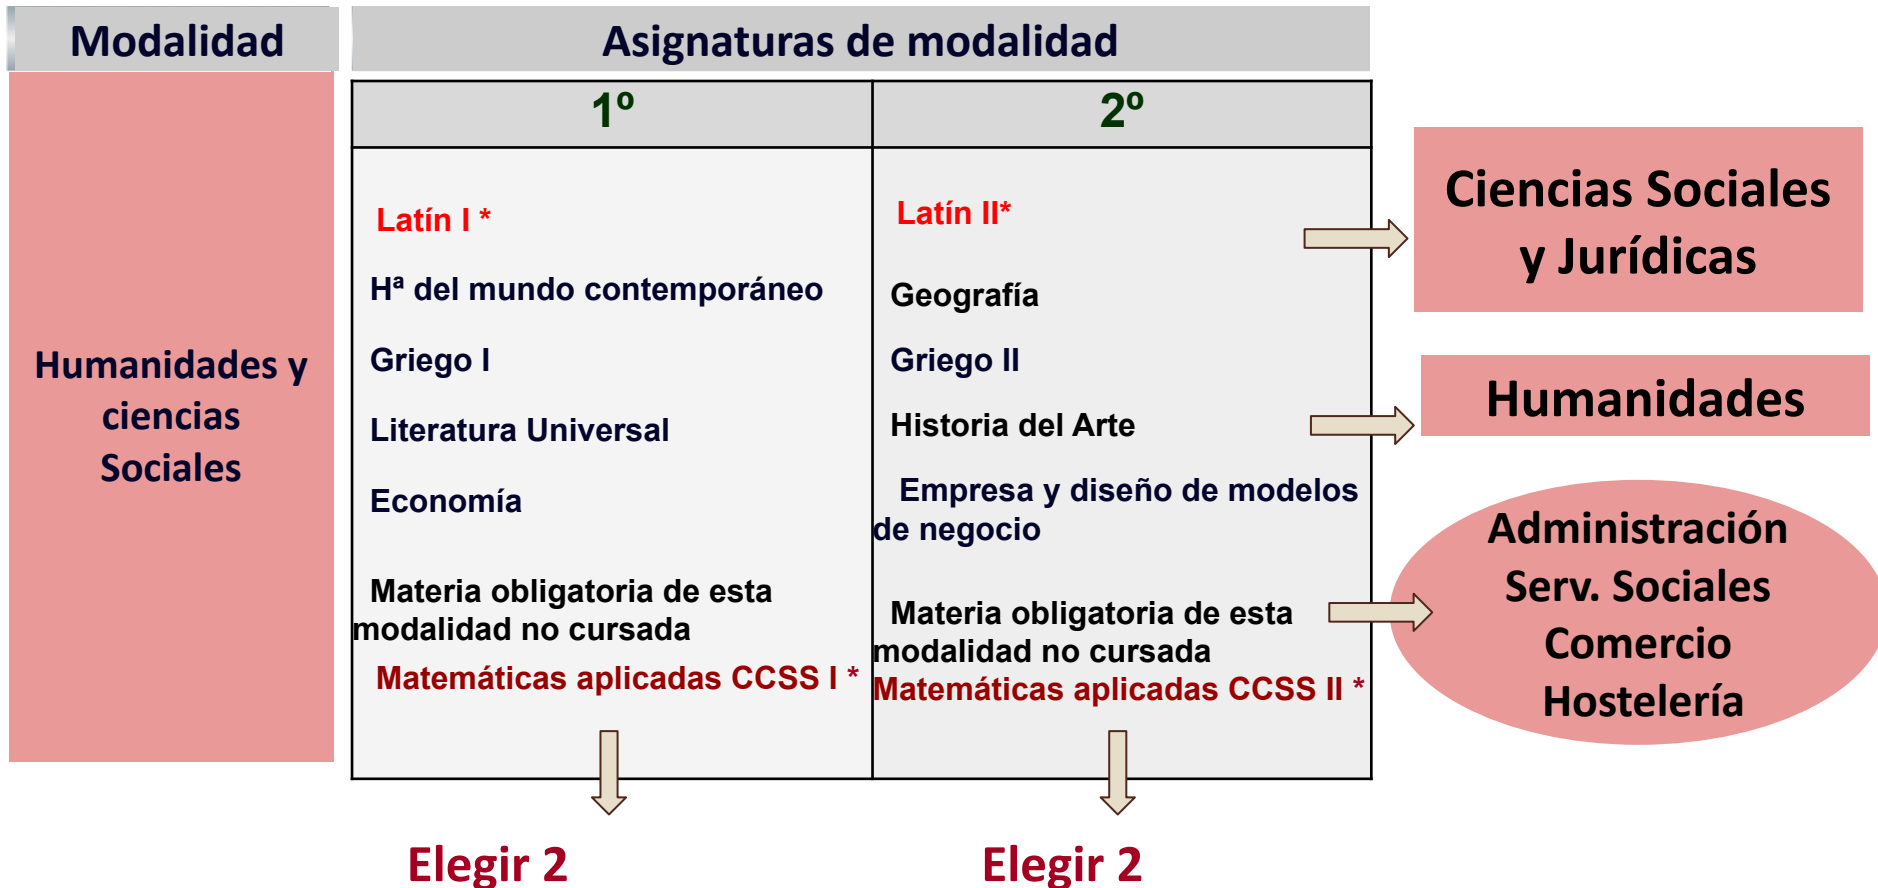 Modalidad
Asignaturas de modalidad
Humanidades y
ciencias
Sociales
1º
Latín I *
Hª del mundo contemporáneo
Griego I
Literatura Universal
Economía
Materia obligatoria de esta
modalidad no cursada
Matemáticas aplicadas CCSS I *
2º
Latín II*
Geografía
Griego II
Historia del Arte
Empresa y diseño de modelos
de negocio
Materia obligatoria de esta
modalidad no cursada
Matemáticas aplicadas CCSS II *
Ciencias Sociales
y Jurídicas
Humanidades
Administración
Serv. Sociales
Comercio
Hostelería
Elegir 2
Elegir 2